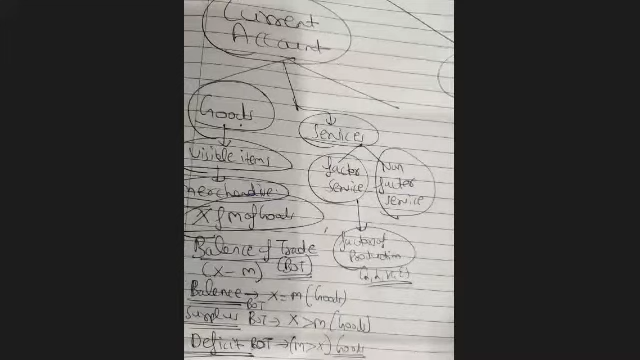 Current
Account
Goods
visible items
merchandise
X & M of Goods
Services
factor
Service
Non
factor
Service
factors of
Production
Balance of Trade
(X-M) (BOT)
Balance BOT → X = M (Goods)
Surplus BOT → X > M (Goods)
Deficit BOT → (M > X) Goods